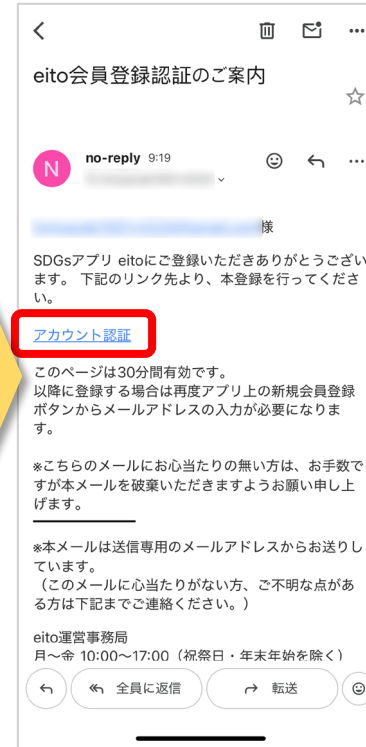 eito会員登録認証のご案内
N
no-reply 9:19
様
SDGsアプリ eitoにご登録いただきありがとうござい
ます。 下記のリンク先より、本登録を行ってくださ
い。
アカウント認証
このページは30分間有効です。
以降に登録する場合は再度アプリ上の新規会員登録
ボタンからメールアドレスの入力が必要になりま
す。
※こちらのメールにお心当たりの無い方は、お手数で
すが本メールを破棄いただきますようお願い申し上
げます。
※本メールは送信専用のメールアドレスからお送りし
ています。
（このメールに心当たりがない方、ご不明な点があ
る方は下記までご連絡ください。）
eito運営事務局
月〜金 10:00〜17:00（祝祭日・年末年始を除く）
全員に返信
転送